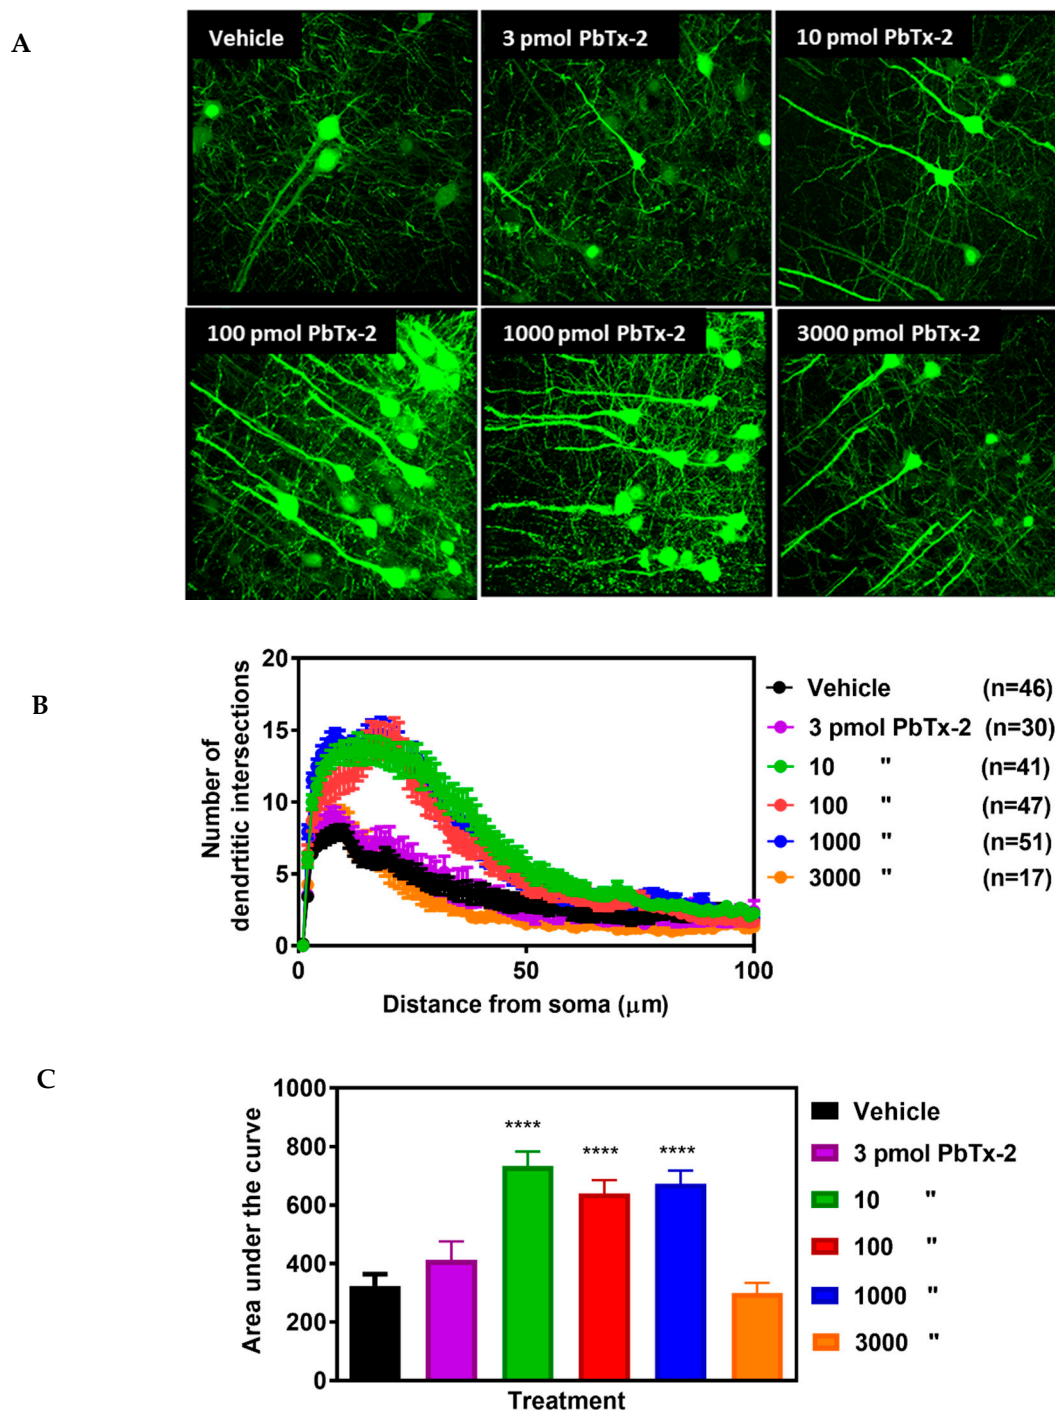 A
Vehicle
3 pmol PbTx-2
10 pmol PbTx-2
100 pmol PbTx-2
1000 pmol PbTx-2
3000 pmol PbTx-2
B
Number of
dendrtitic intersections
20
15
10
5
0
0 50 100
Distance from soma (μm)
Vehicle (n=46)
3 pmol PbTx-2 (n=30)
10 " (n=41)
100 " (n=47)
1000 " (n=51)
3000 " (n=17)
C
Area under the curve
1000
800
600
400
200
0
**** **** ****
Treatment
Vehicle
3 pmol PbTx-2
10 "
100 "
1000 "
3000 "